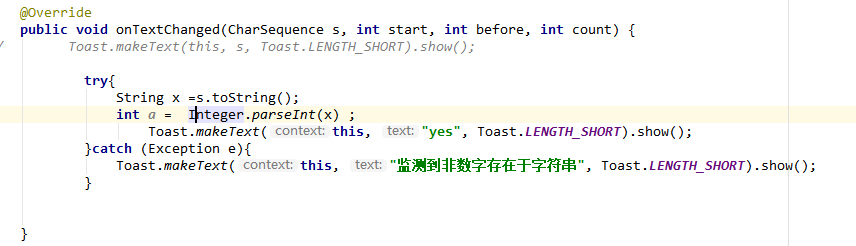 @Override
public void onTextChanged(CharSequence s, int start, int before, int count) {
/ Toast.makeText(this, s, Toast.LENGTH_SHORT).show();
try{
String x =s.toString();
int a = Integer.parseInt(x) ;
Toast.makeText( context: this, text: "yes", Toast.LENGTH_SHORT).show();
}catch (Exception e){
Toast.makeText( context: this, text: "监测到非数字存在于字符串", Toast.LENGTH_SHORT).show();
}
}